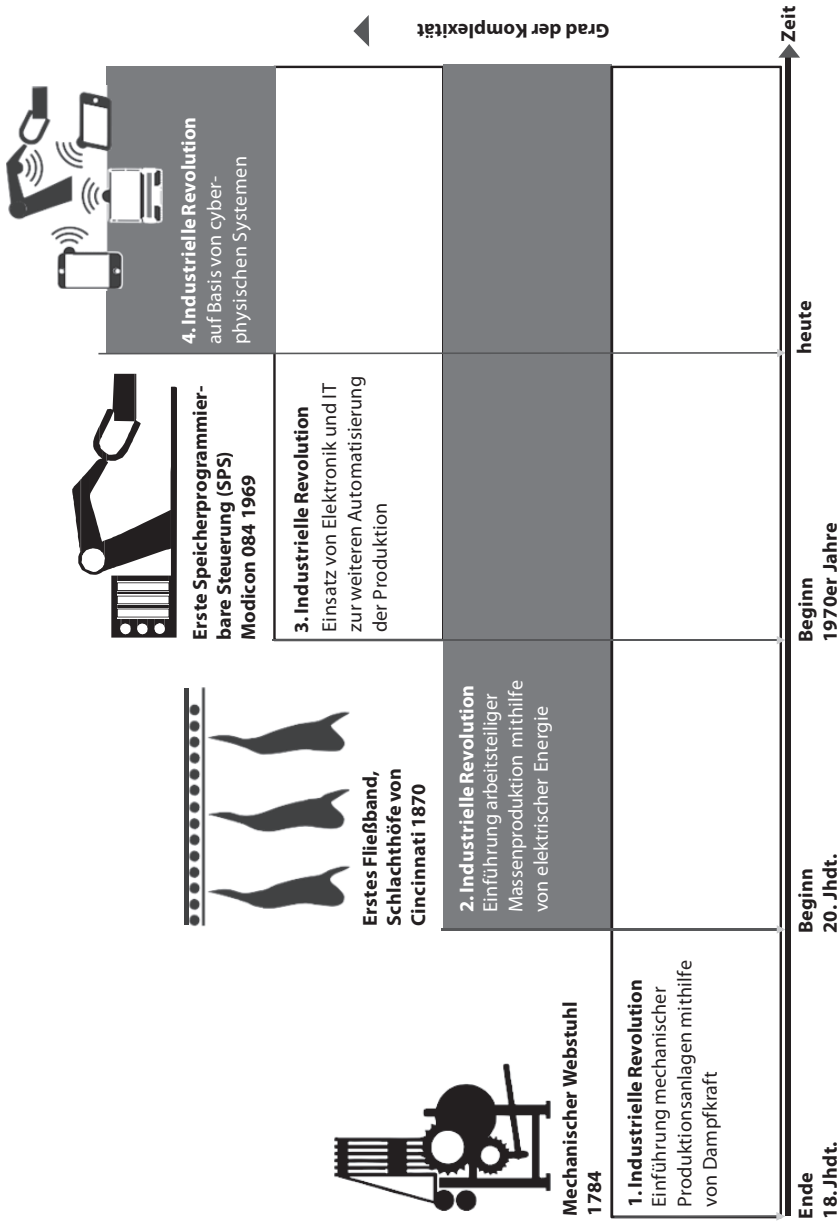 Mechanischer Webstuhl
1784
1. Industrielle Revolution
Einführung mechanischer
Produktionsanlagen mithilfe
von Dampfkraft
Erstes Fließband,
Schlachthöfe von
Cincinnati 1870
2. Industrielle Revolution
Einführung arbeitsteiliger
Massenproduktion mithilfe
von elektrischer Energie
Erste Speicherprogrammier-
bare Steuerung (SPS)
Modicon 084 1969
3. Industrielle Revolution
Einsatz von Elektronik und IT
zur weiteren Automatisierung
der Produktion
4. Industrielle Revolution
auf Basis von cyber-
physischen Systemen
Grad der Komplexität
Zeit
Ende
18. Jhdt.
Beginn
20. Jhdt.
Beginn
1970er Jahre
heute